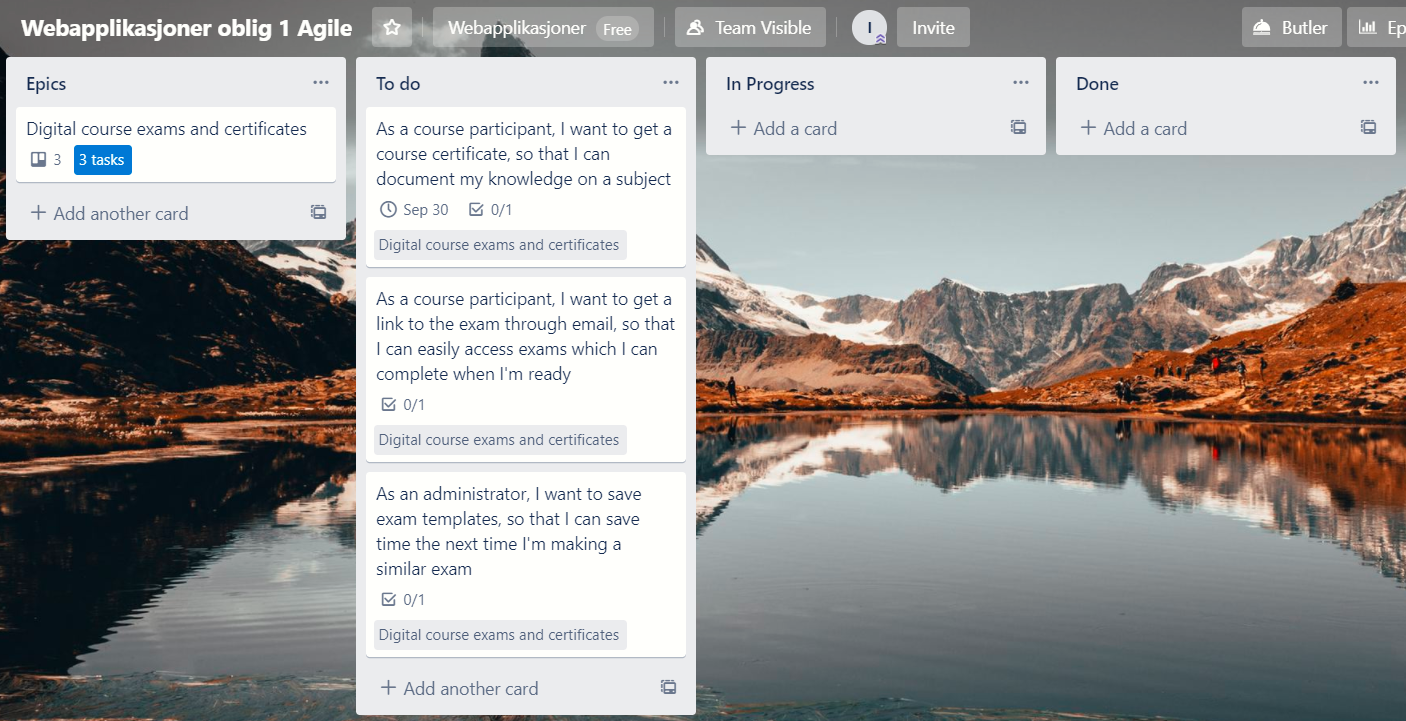 Webapplikasjoner oblig 1 Agile
Webapplikasjoner Free
Team Visible
I
Invite
Butler
Ep
Epics
Digital course exams and certificates
3 3 tasks
Add another card
To do
As a course participant, I want to get a
course certificate, so that I can
document my knowledge on a subject
Sep 30 0/1
Digital course exams and certificates
As a course participant, I want to get a
link to the exam through email, so that
I can easily access exams which I can
complete when I'm ready
0/1
Digital course exams and certificates
As an administrator, I want to save
exam templates, so that I can save
time the next time I'm making a
similar exam
0/1
Digital course exams and certificates
Add another card
In Progress
Add a card
Done
Add a card